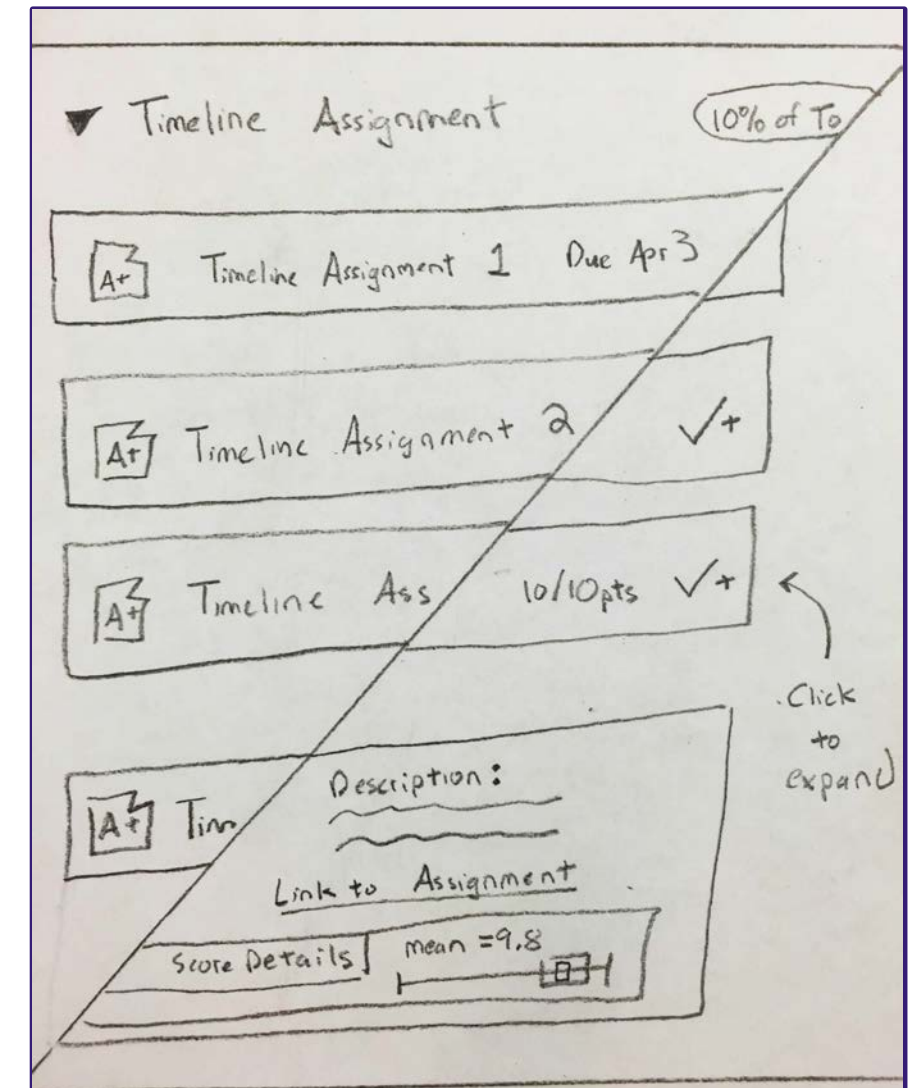 Timeline Assignment
10% of To
A+ Timeline Assignment 1 Due Apr 3
A+ Timeline Assignment 2 ✓+
A+ Timeline Ass 10/10pts ✓+
Click
to
expand
A+ Tim
Description:
Link to Assignment
Score Details mean = 9.8